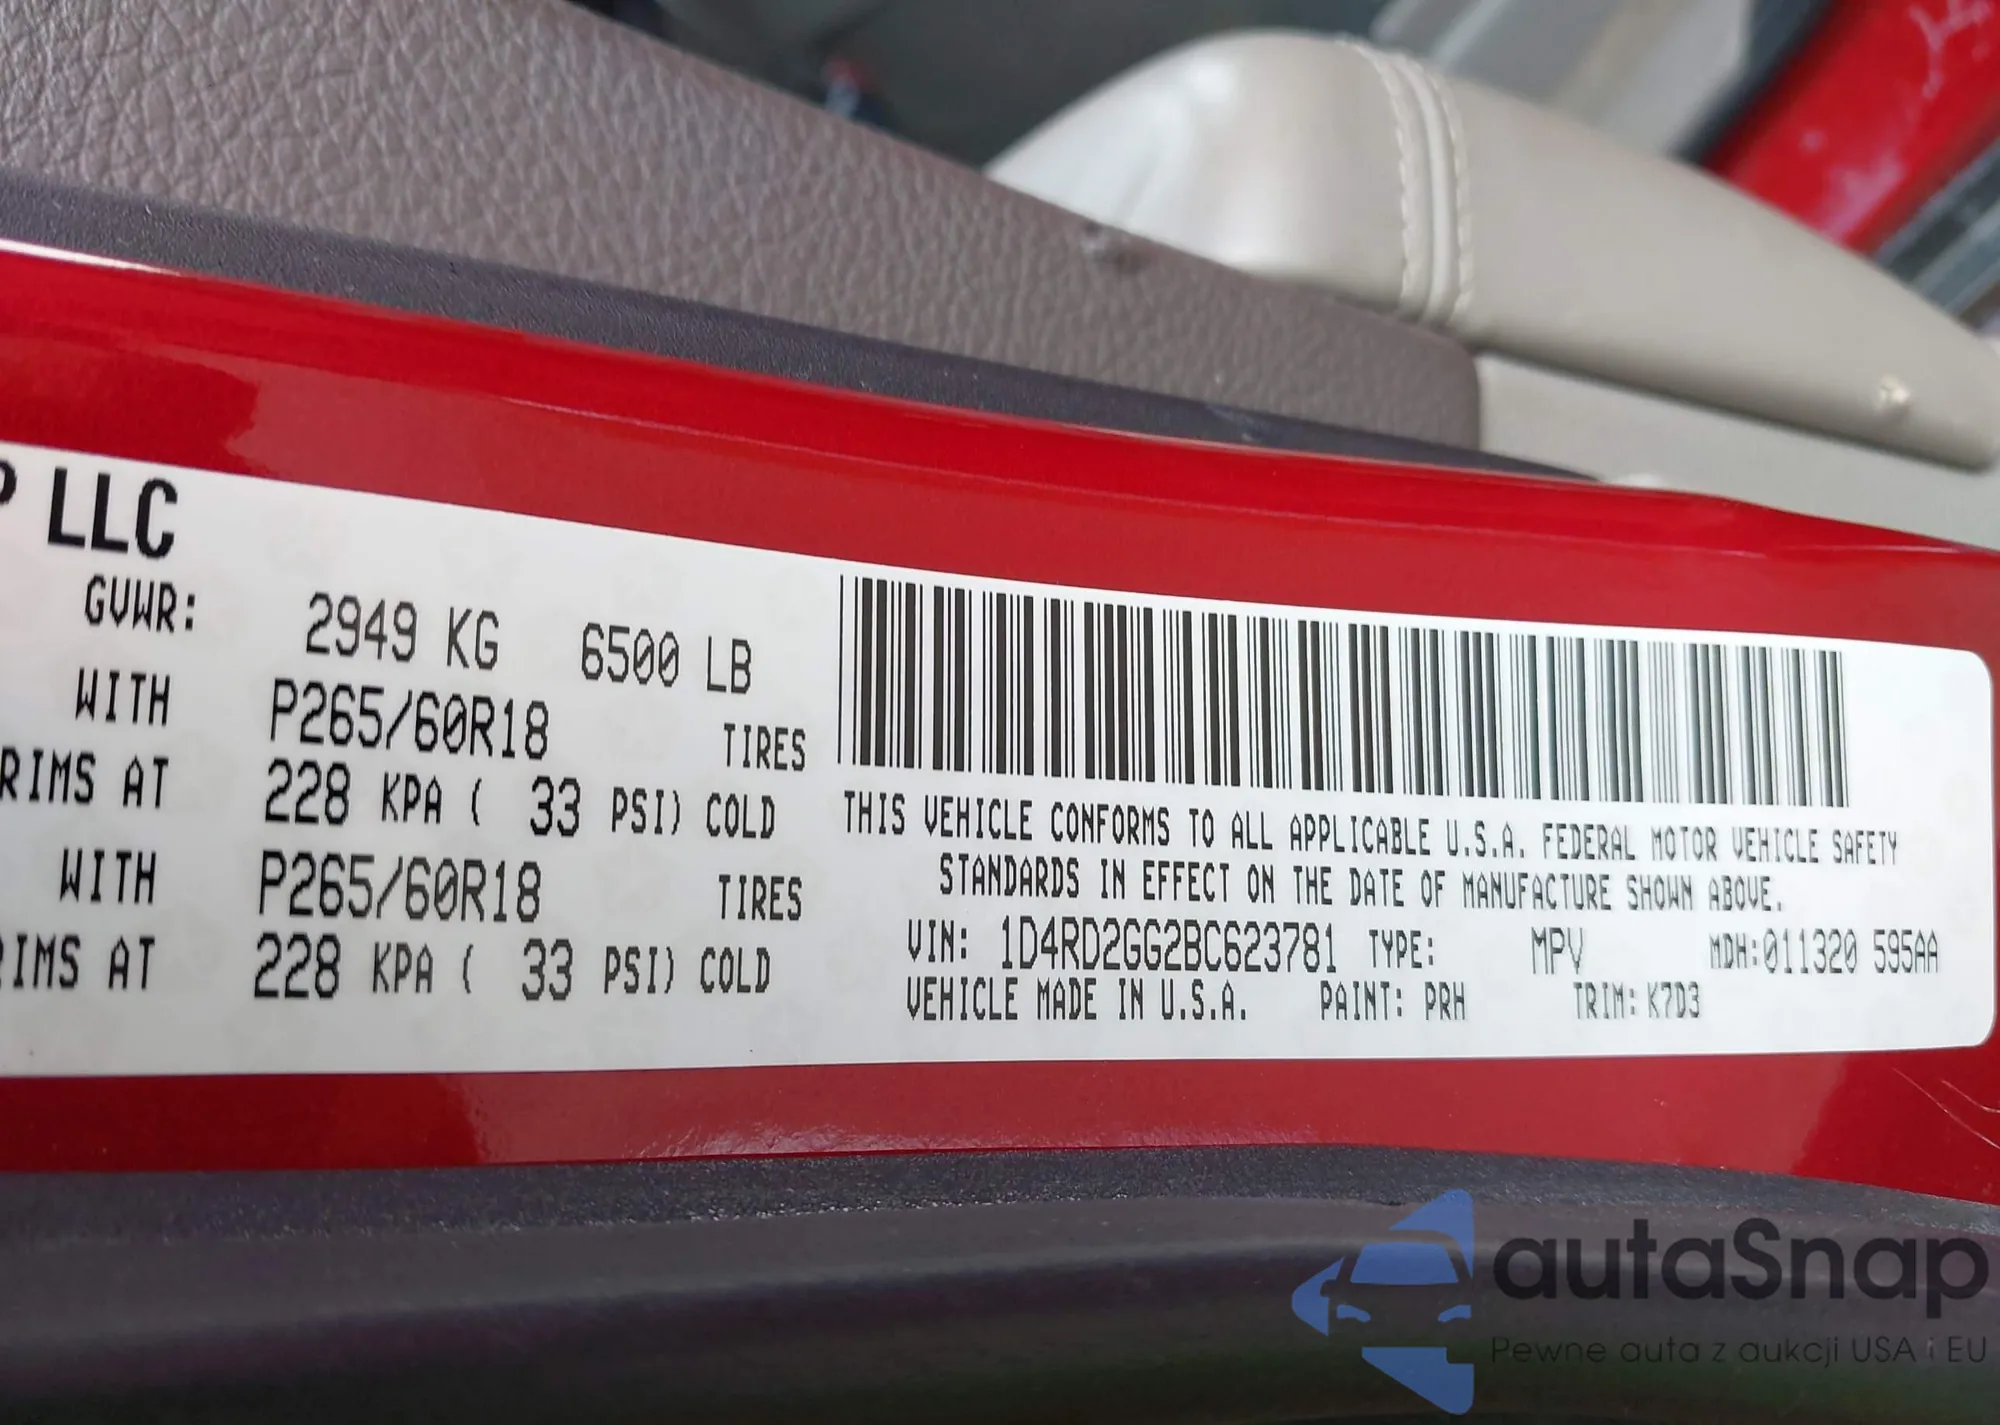 P LLC
GVWR: 2949 KG 6500 LB
WITH P265/60R18 TIRES
RIMS AT 228 KPA ( 33 PSI) COLD
WITH P265/60R18 TIRES
RIMS AT 228 KPA ( 33 PSI) COLD
THIS VEHICLE CONFORMS TO ALL APPLICABLE U.S.A. FEDERAL MOTOR VEHICLE SAFETY
STANDARDS IN EFFECT ON THE DATE OF MANUFACTURE SHOWN ABOVE.
VIN: 1D4RD2GG2BC623781 TYPE: MPV MDH:011320 595AA
VEHICLE MADE IN U.S.A. PAINT: PRH TRIM: K7D3
autaSnap
Pewne auta z aukcji USA i EU